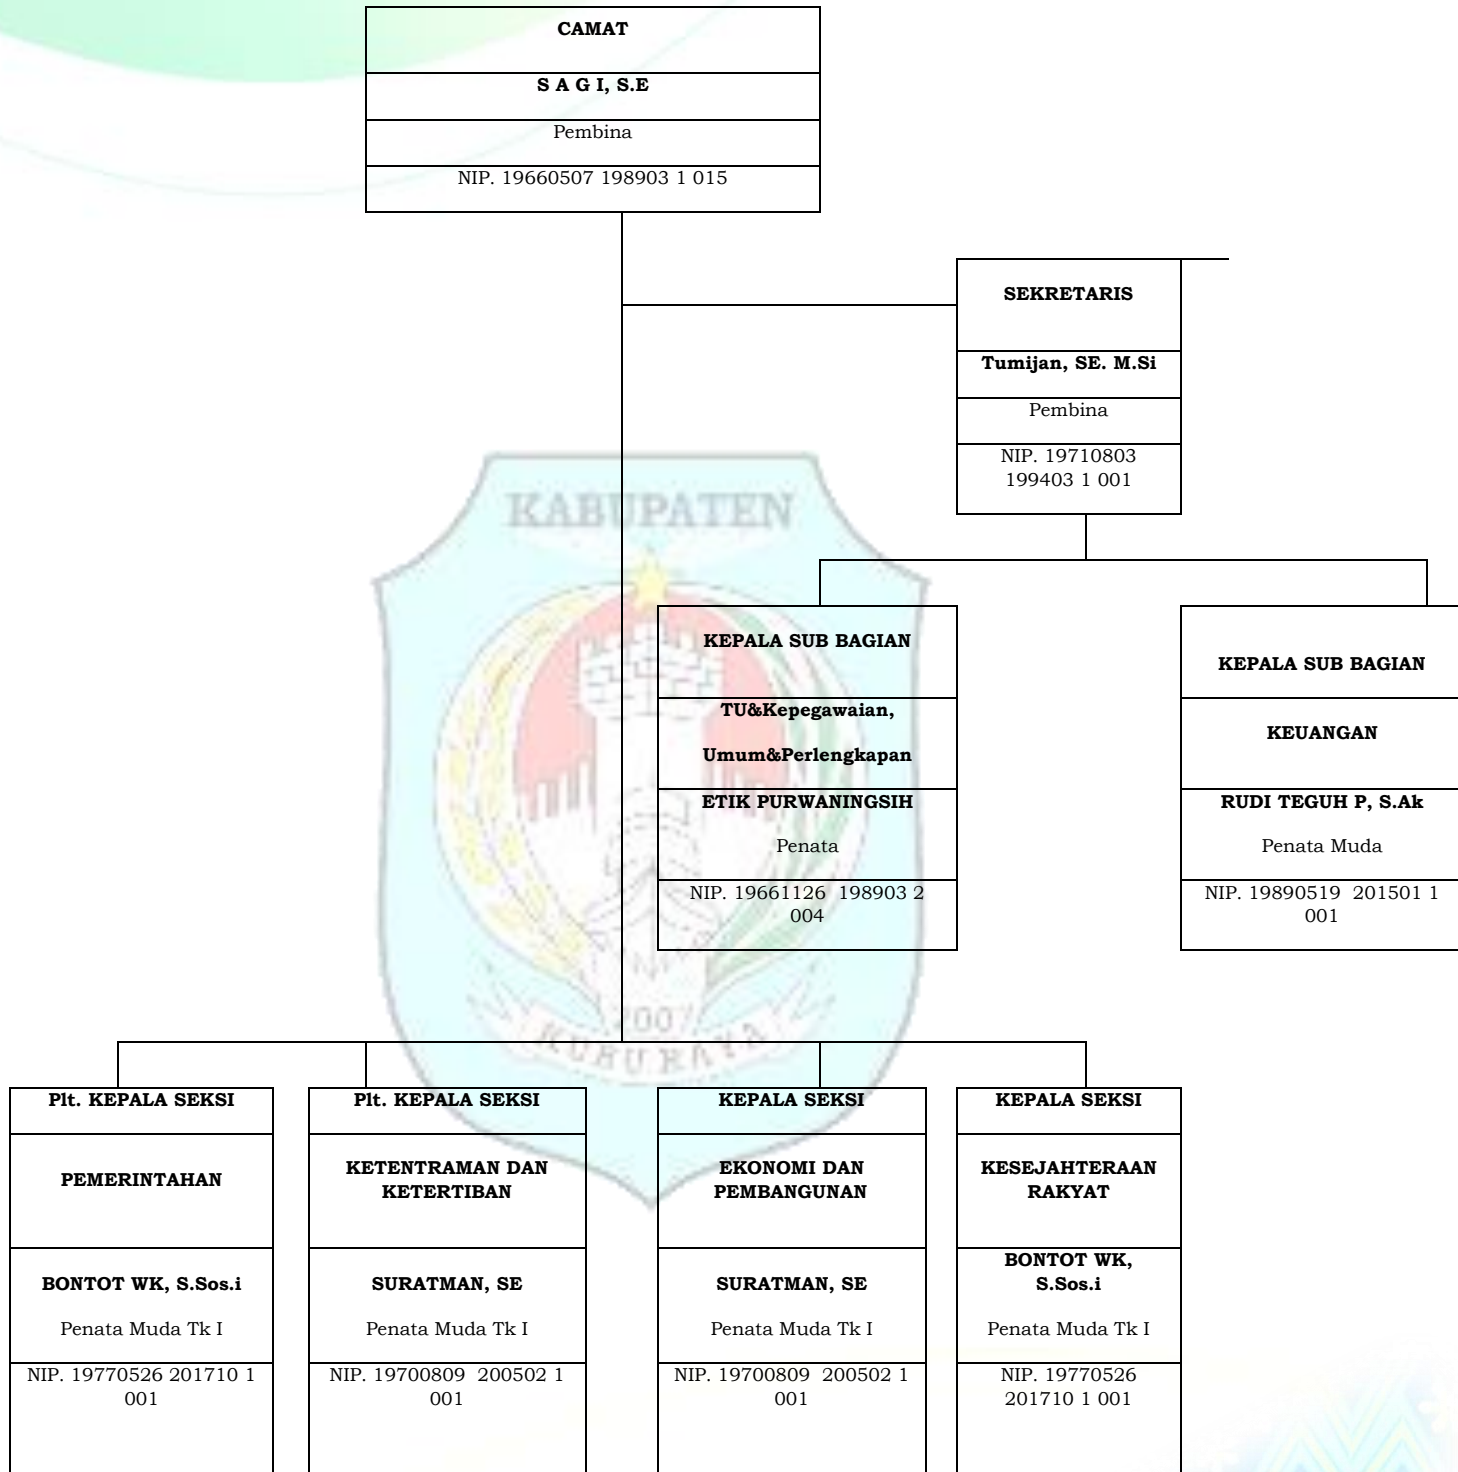 CAMAT
S A G I, S.E
Pembina
NIP. 19660507 198903 1 015
SEKRETARIS
Tumijan, SE. M.Si
Pembina
NIP. 19710803
199403 1 001
KABUPATEN
KEPALA SUB BAGIAN
TU&Kepegawaian,
Umum&Perlengkapan
ETIK PURWANINGSIH
Penata
NIP. 19661126 198903 2
004
KEPALA SUB BAGIAN
KEUANGAN
RUDI TEGUH P, S.Ak
Penata Muda
NIP. 19890519 201501 1
001
2007
KUBU RAYA
Plt. KEPALA SEKSI
PEMERINTAHAN
BONTOT WK, S.Sos.i
Penata Muda Tk I
NIP. 19770526 201710 1
001
Plt. KEPALA SEKSI
KETENTRAMAN DAN
KETERTIBAN
SURATMAN, SE
Penata Muda Tk I
NIP. 19700809 200502 1
001
KEPALA SEKSI
EKONOMI DAN
PEMBANGUNAN
SURATMAN, SE
Penata Muda Tk I
NIP. 19700809 200502 1
001
KEPALA SEKSI
KESEJAHTERAAN
RAKYAT
BONTOT WK,
S.Sos.i
Penata Muda Tk I
NIP. 19770526
201710 1 001